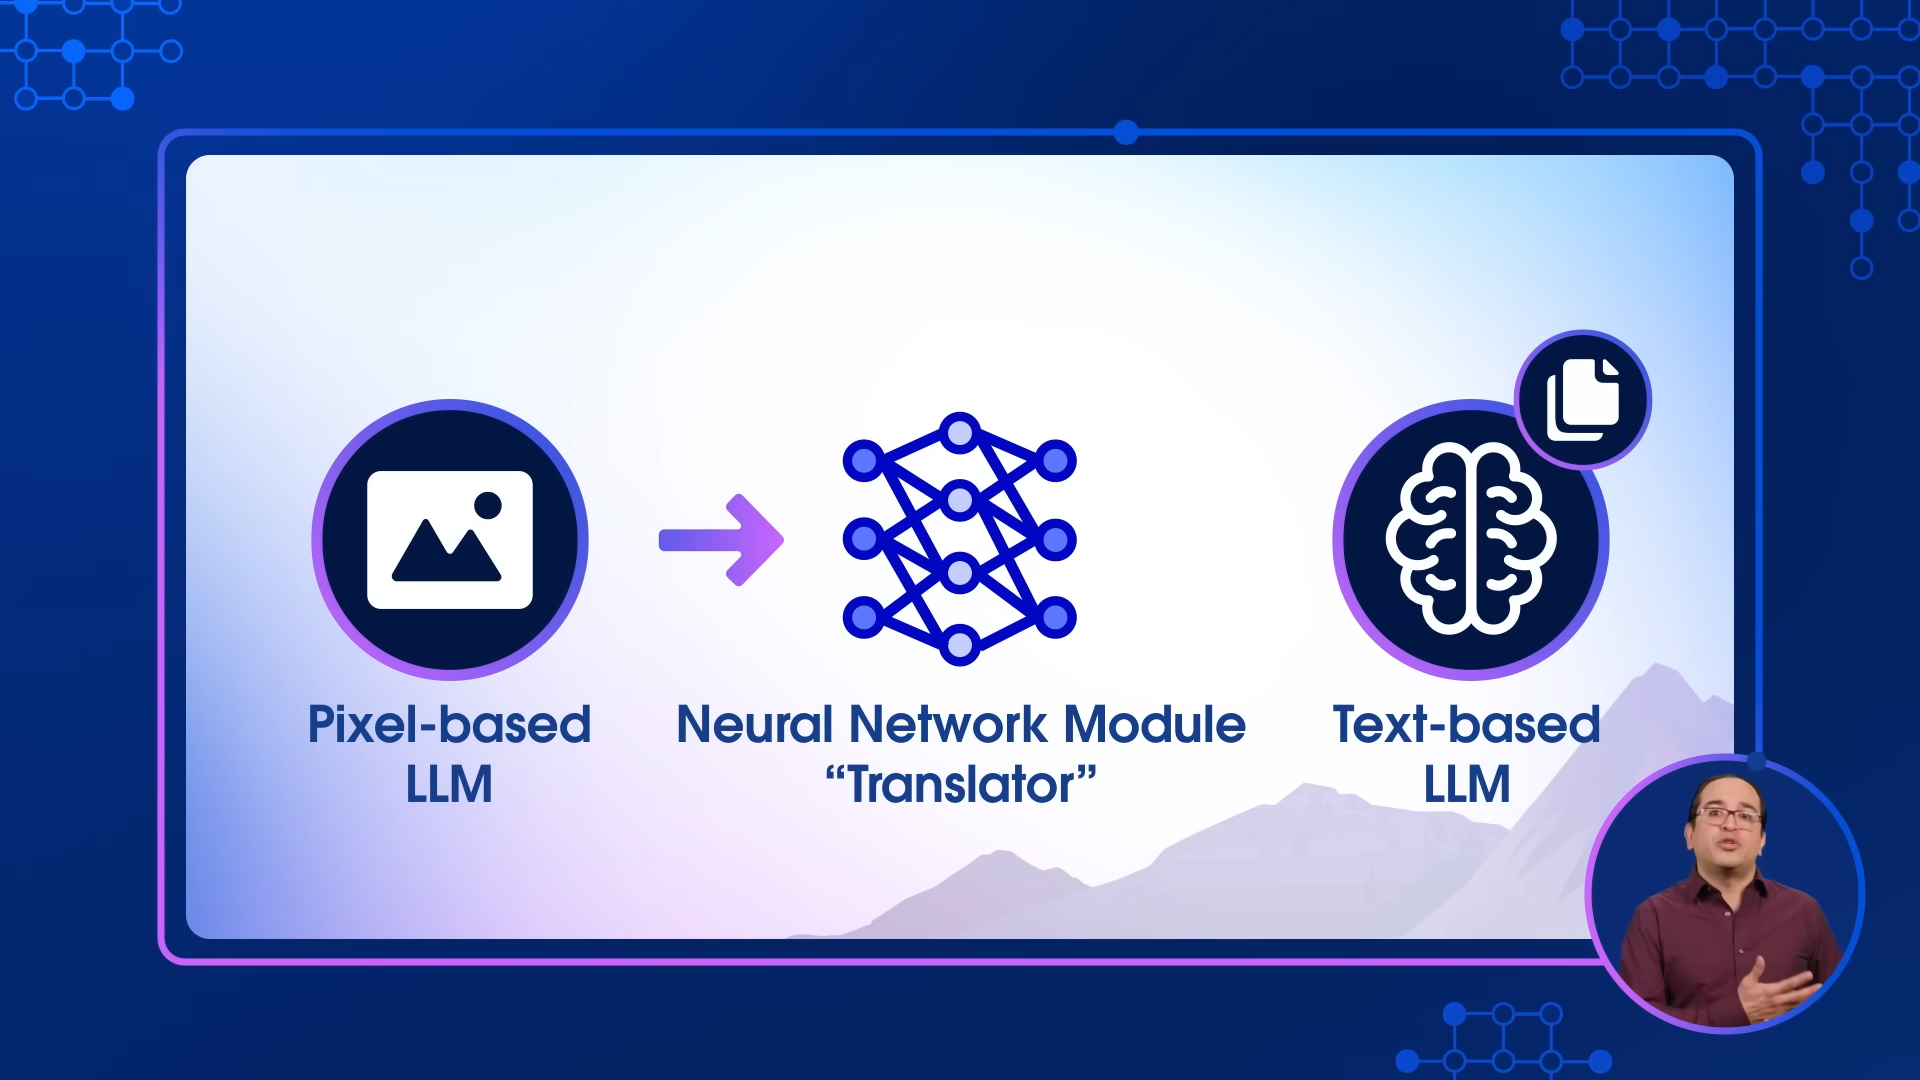 Pixel-based
LLM
Neural Network Module
“Translator”
Text-based
LLM